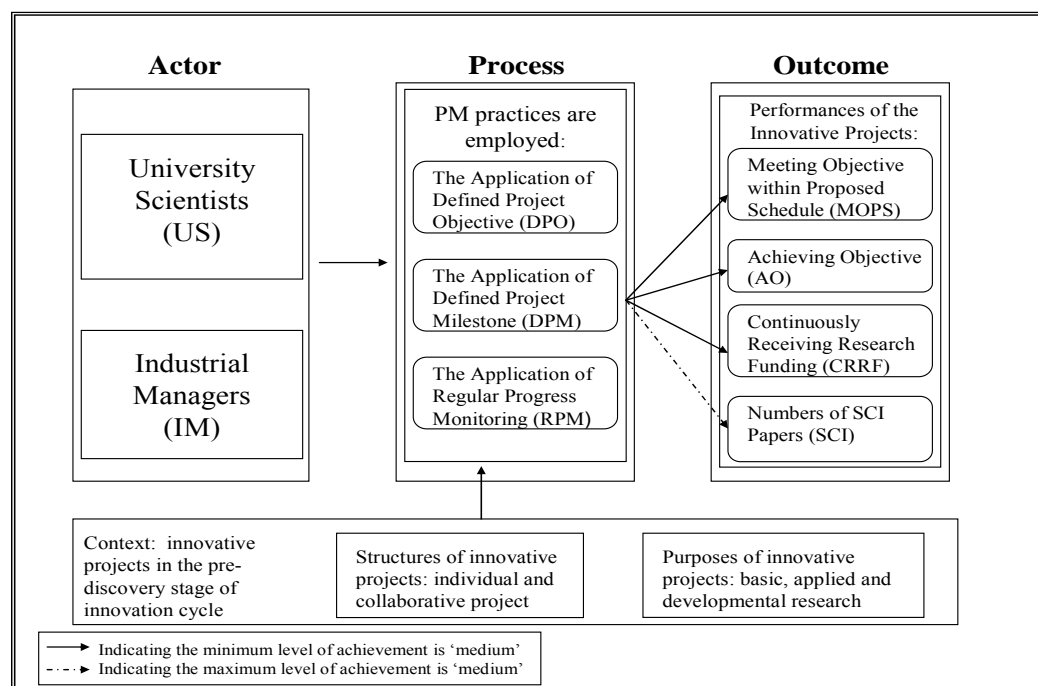 Actor
Process
Outcome
University
Scientists
(US)
Industrial
Managers
(IM)
PM practices are
employed:
The Application of
Defined Project
Objective (DPO)
The Application of
Defined Project
Milestone (DPM)
The Application of
Regular Progress
Monitoring (RPM)
Performances of the
Innovative Projects:
Meeting Objective
within Proposed
Schedule (MOPS)
Achieving Objective
(AO)
Continuously
Receiving Research
Funding (CRRF)
Numbers of SCI
Papers (SCI)
Context: innovative
projects in the pre-
discovery stage of
innovation cycle
Structures of innovative
projects: individual and
collaborative project
Purposes of innovative
projects: basic, applied and
developmental research
Indicating the minimum level of achievement is ‘medium’
Indicating the maximum level of achievement is ‘medium’